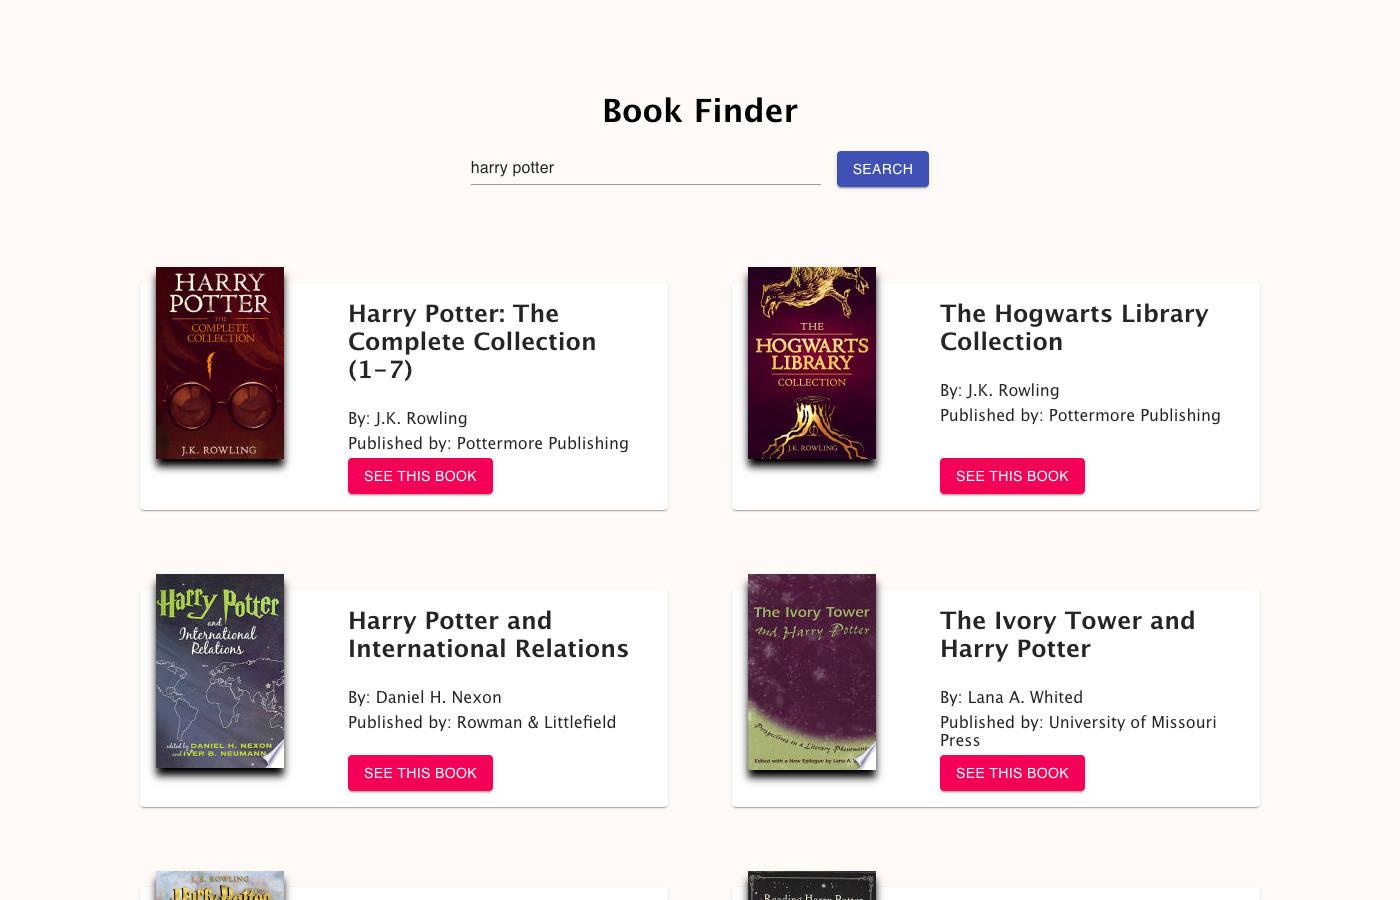 Book Finder
harry potter
SEARCH
HARRY
POTTER
THE
COMPLETE
COLLECTION
J.K. ROWLING
Harry Potter: The
Complete Collection
(1-7)
By: J.K. Rowling
Published by: Pottermore Publishing
SEE THIS BOOK
THE
HOGWARTS
LIBRARY
COLLECTION
J.K. ROWLING
The Hogwarts Library
Collection
By: J.K. Rowling
Published by: Pottermore Publishing
SEE THIS BOOK
Harry Potter
and
International
Relations
edited by DANIEL H. NEXON
and IVER B. NEUMANN
Harry Potter and
International Relations
By: Daniel H. Nexon
Published by: Rowman & Littlefield
SEE THIS BOOK
The Ivory Tower
and Harry Potter
Perspectives on a Literary Phenomenon
Edited with a New Epilogue by Lana A.
The Ivory Tower and
Harry Potter
By: Lana A. Whited
Published by: University of Missouri
Press
SEE THIS BOOK
J. K. ROWLING
Harry Potter
Reading Harry Potter